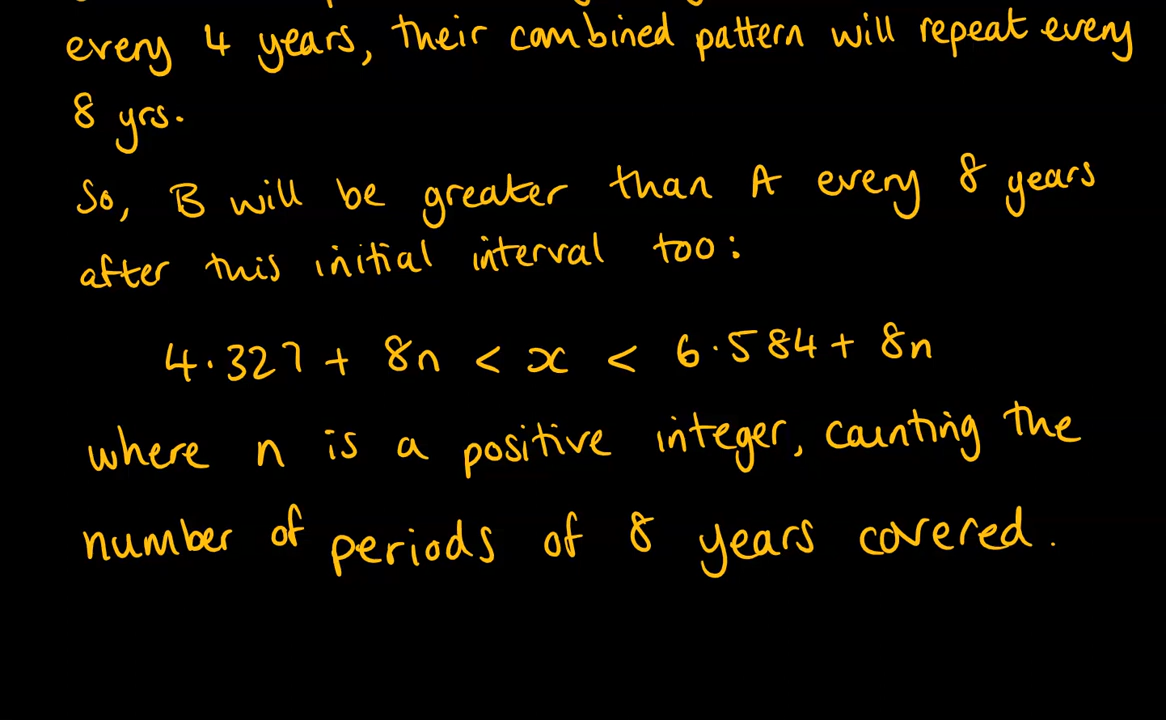 every 4 years, their combined pattern will repeat every
8 yrs.
So, B will be greater than A every 8 years
after this initial interval too:
4.327 + 8n < x < 6.584 + 8n
where n is a positive integer, counting the
number of periods of 8 years covered.